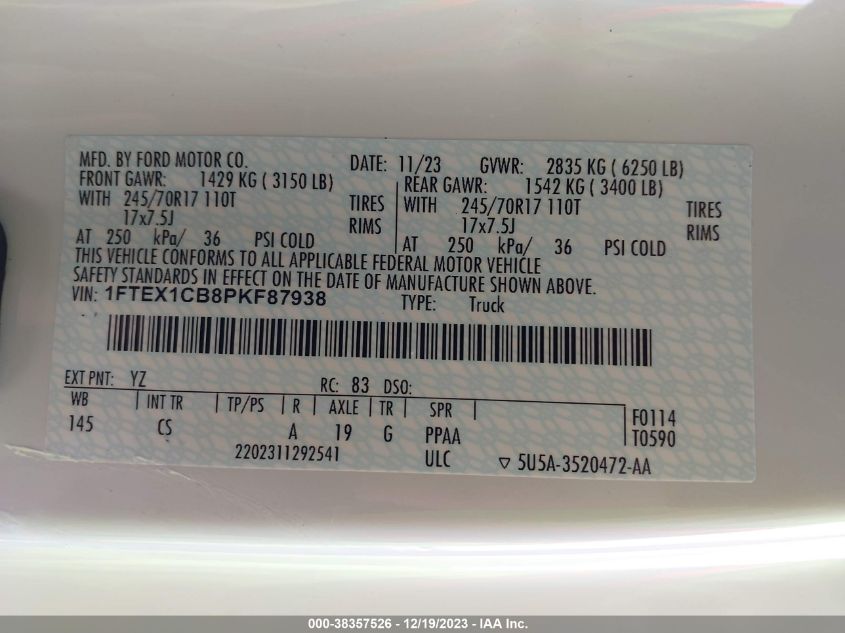 MFD. BY FORD MOTOR CO. DATE: 11/23 GVWR: 2835 KG ( 6250 LB)
FRONT GAWR: 1429 KG ( 3150 LB) REAR GAWR: 1542 KG ( 3400 LB)
WITH 245/70R17 110T TIRES WITH 245/70R17 110T TIRES
17x7.5J RIMS 17x7.5J RIMS
AT 250 kPa/ 36 PSI COLD AT 250 kPa/ 36 PSI COLD
THIS VEHICLE CONFORMS TO ALL APPLICABLE FEDERAL MOTOR VEHICLE
SAFETY STANDARDS IN EFFECT ON THE DATE OF MANUFACTURE SHOWN ABOVE.
VIN: 1FTEX1CB8PKF87938 TYPE: Truck
EXT PNT: YZ RC: 83 DSO:
WB INT TR TP/PS R AXLE TR SPR F0114
145 CS A 19 G PPAA T0590
2202311292541 ULC ▽ 5U5A-3520472-AA
000-38357526 - 12/19/2023 - IAA Inc.